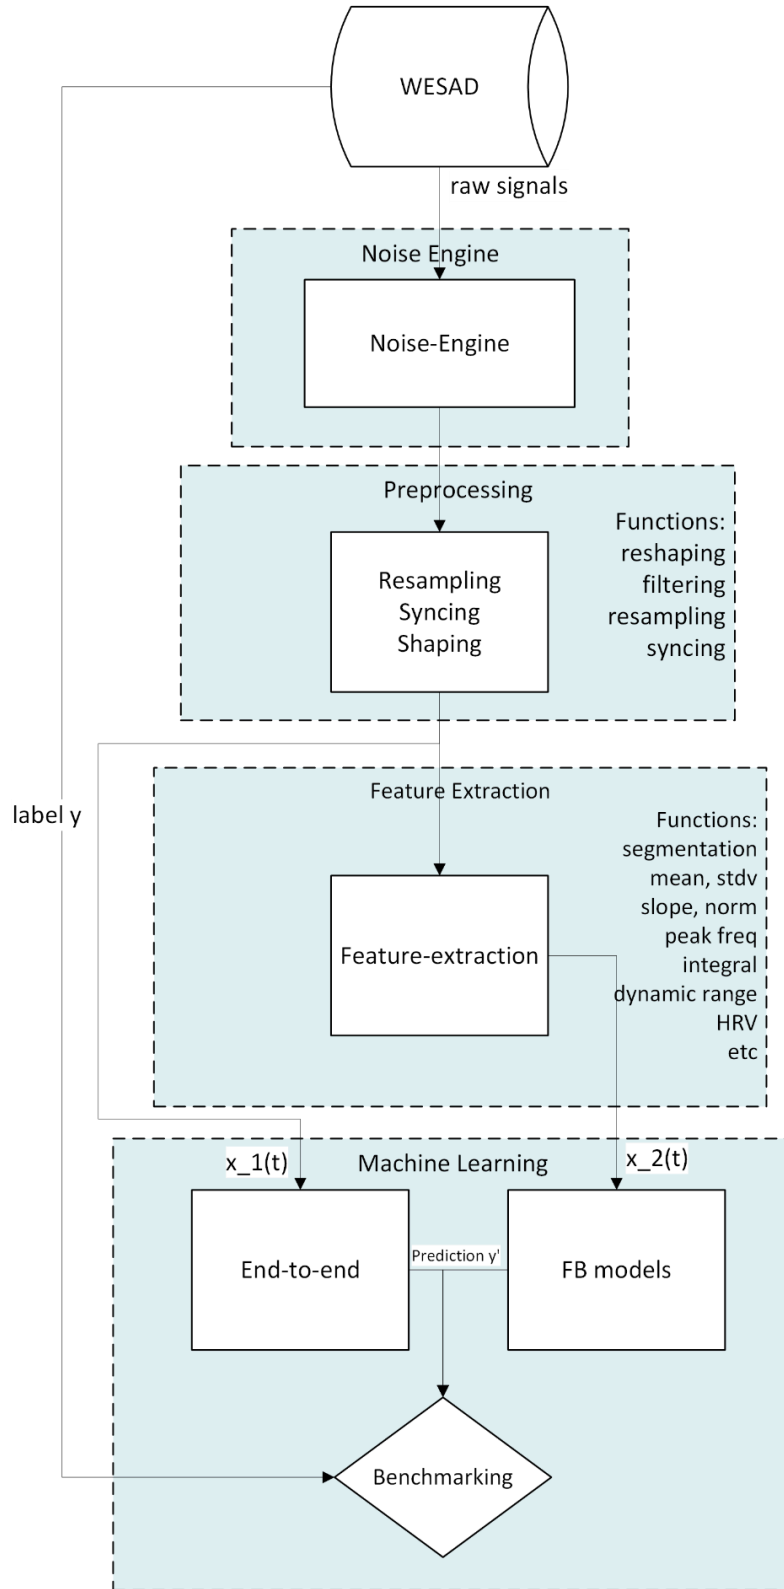 WESAD
raw signals
Noise Engine
Noise-Engine
Preprocessing
Resampling
Syncing
Shaping
Functions:
reshaping
filtering
resampling
syncing
label y
Feature Extraction
Feature-extraction
Functions:
segmentation
mean, stdv
slope, norm
peak freq
integral
dynamic range
HRV
etc
x_1(t)
Machine Learning
x_2(t)
End-to-end
Prediction y'
FB models
Benchmarking